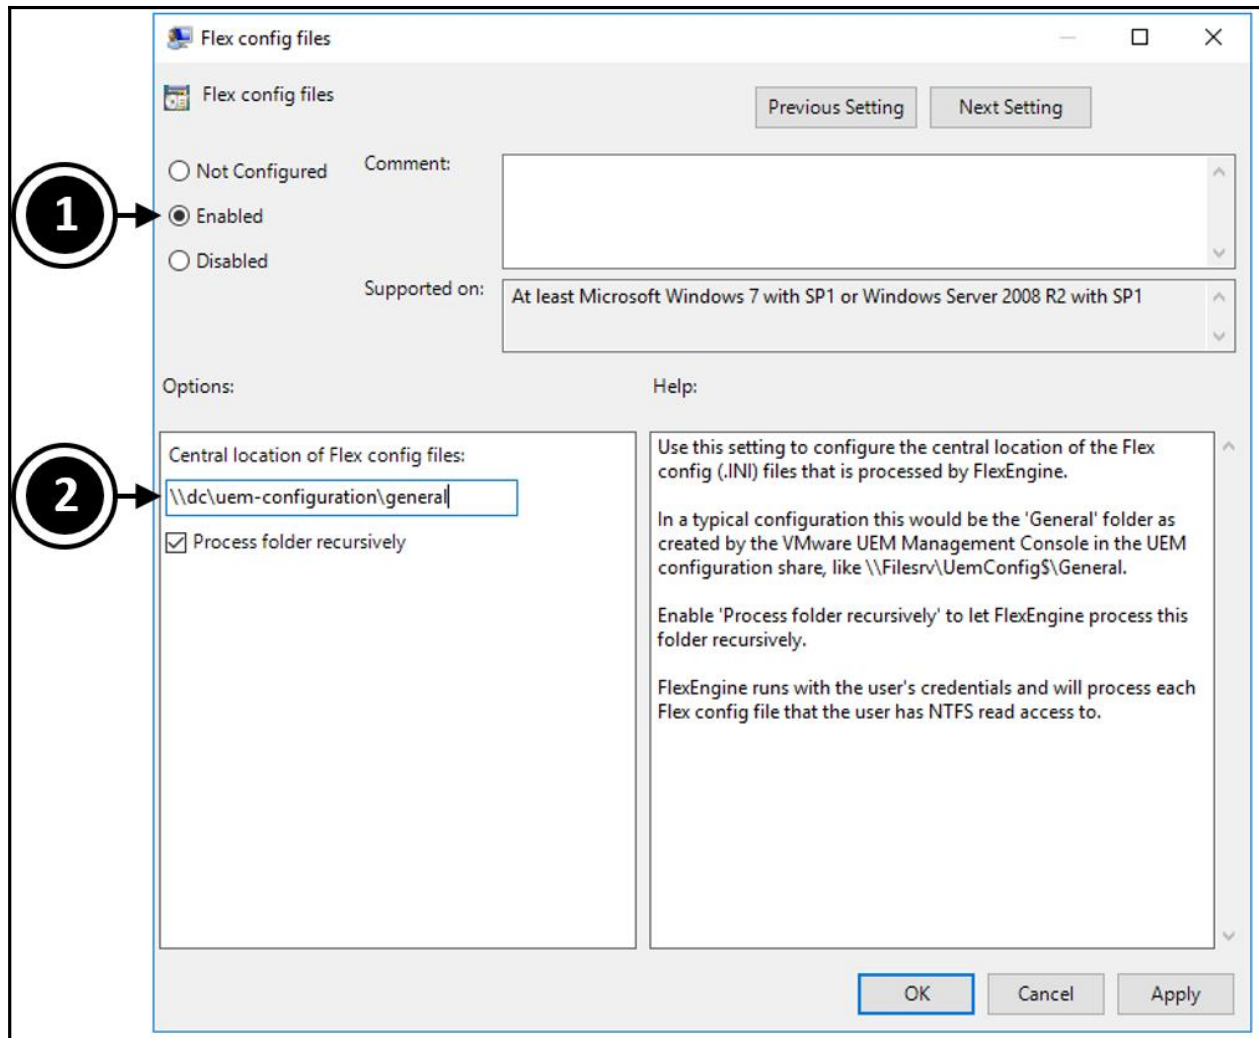 Flex config files
Flex config files
Previous Setting
Next Setting
Not Configured
Comment:
1
Enabled
Disabled
Supported on:
At least Microsoft Windows 7 with SP1 or Windows Server 2008 R2 with SP1
Options:
Help:
Central location of Flex config files:
2
\\dc\uem-configuration\general
Process folder recursively
Use this setting to configure the central location of the Flex
config (.INI) files that is processed by FlexEngine.
In a typical configuration this would be the 'General' folder as
created by the VMware UEM Management Console in the UEM
configuration share, like \\Filesrv\UemConfig$\General.
Enable 'Process folder recursively' to let FlexEngine process this
folder recursively.
FlexEngine runs with the user's credentials and will process each
Flex config file that the user has NTFS read access to.
OK
Cancel
Apply